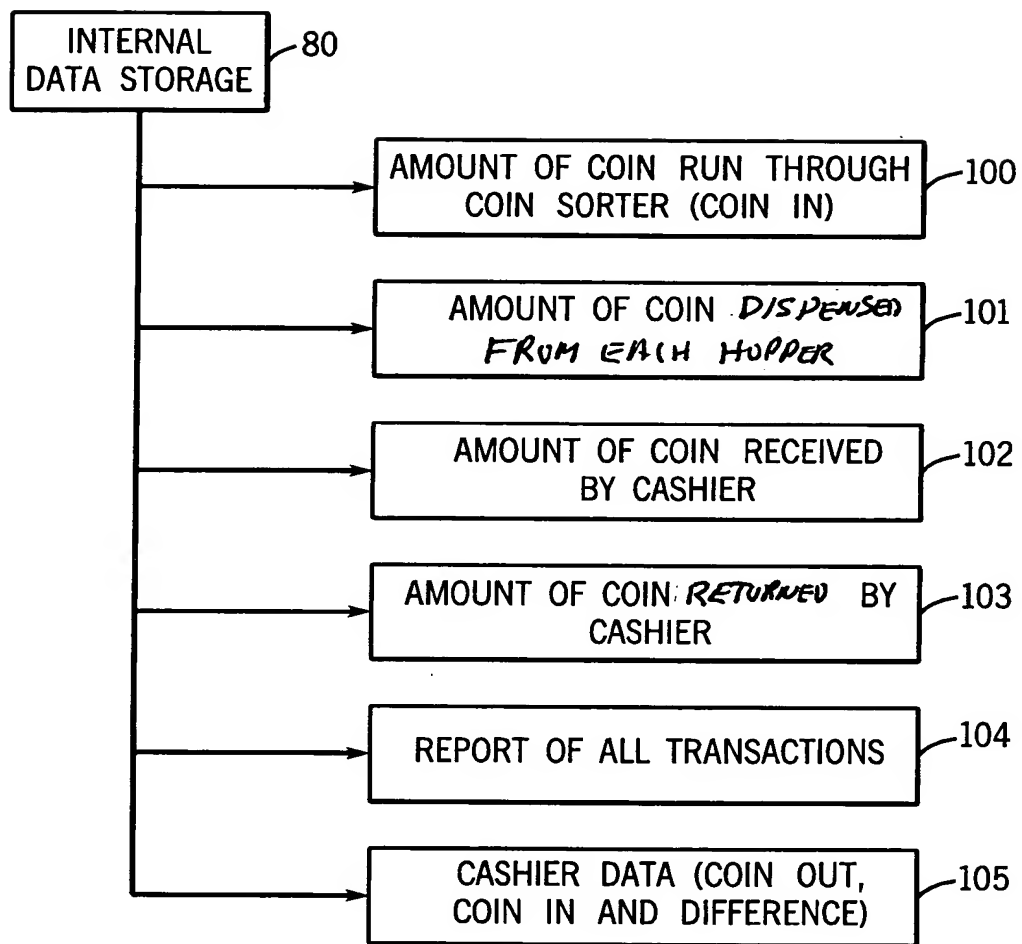 INTERNAL
DATA STORAGE
80
AMOUNT OF COIN RUN THROUGH
COIN SORTER (COIN IN)
100
AMOUNT OF COIN DISPENSED
FROM EACH HOPPER
101
AMOUNT OF COIN RECEIVED
BY CASHIER
102
AMOUNT OF COIN RETURNED BY
CASHIER
103
REPORT OF ALL TRANSACTIONS
104
CASHIER DATA (COIN OUT,
COIN IN AND DIFFERENCE)
105